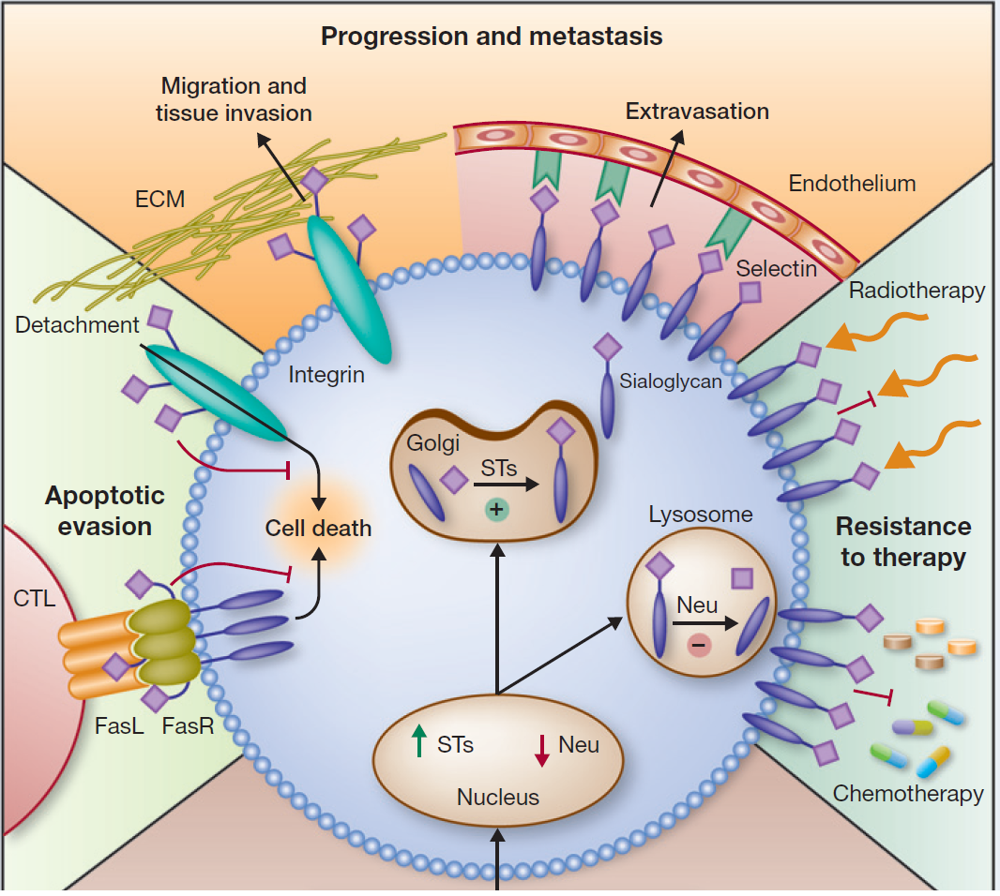 Progression and metastasis
Migration and
tissue invasion
Extravasation
ECM
Endothelium
Selectin
Radiotherapy
Detachment
Integrin
Sialoglycan
Golgi
STs
+
Apoptotic
evasion
Cell death
Lysosome
Resistance
to therapy
CTL
Neu
−
FasL FasR
STs
Neu
Nucleus
Chemotherapy